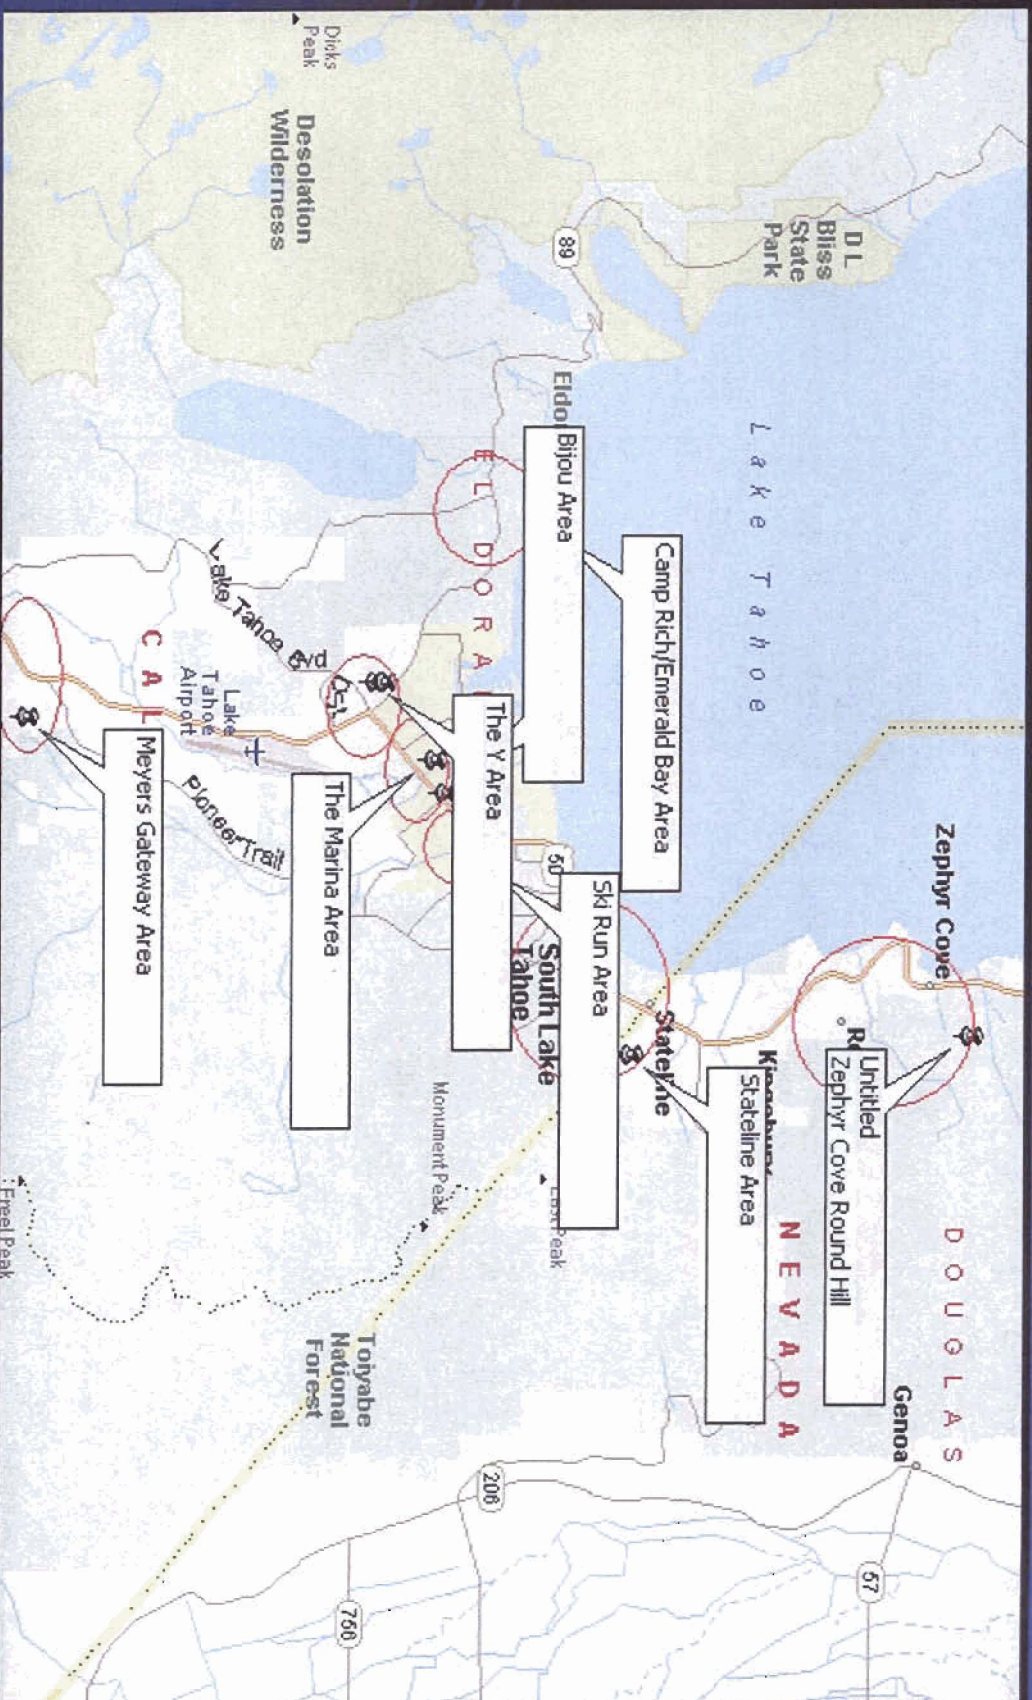 Zephyr Cove
DOUGLAS
Genoa
57
Untitled
Zephyr Cove Round Hill
NEVADA
Stateline Area
Stateline
DL
Bliss
State
Park
Lake Tahoe
Camp Rich/Emerald Bay Area
Ski Run Area
Bijou Area
89
50
South Lake
Tahoe
The Y Area
206
Monument Peak
Toiyabe
National
Forest
756
Dicks
Peak
Desolation
Wilderness
The Marina Area
Lake Tahoe Blvd
Lake
Tahoe
Airport
Pioneer Trail
Meyers Gateway Area
CAL
Freel Peak